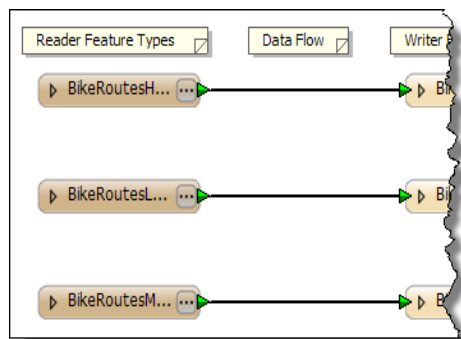 Reader Feature Types
Data Flow
Writer
BikeRoutesH...
BikeRoutesL...
BikeRoutesM...